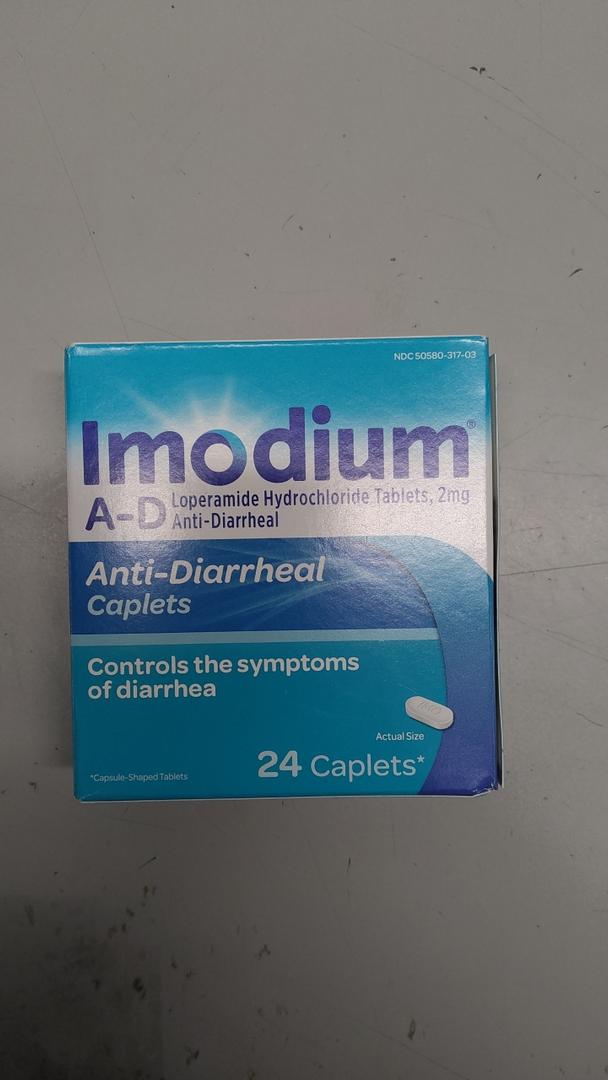 NDC 50580-317-03
Imodium®
A-D Loperamide Hydrochloride Tablets, 2mg
Anti-Diarrheal
Anti-Diarrheal
Caplets
Controls the symptoms
of diarrhea
Actual Size
24 Caplets*
*Capsule-Shaped Tablets